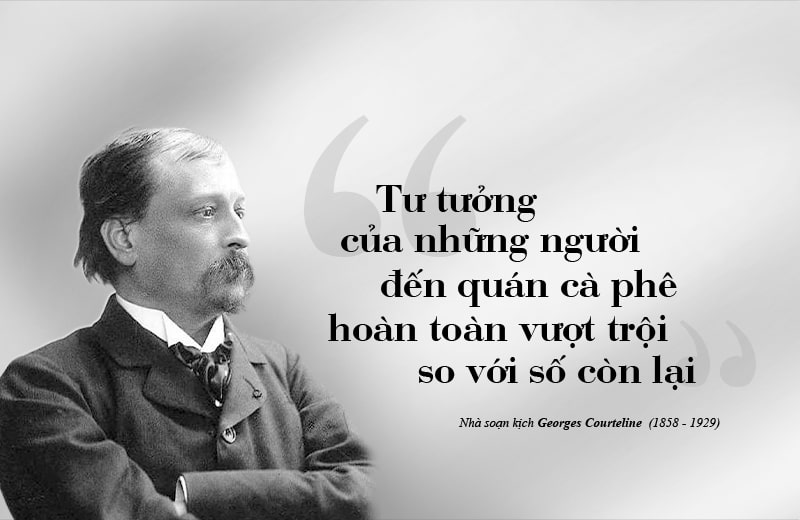 Tư tưởng
của những người
đến quán cà phê
hoàn toàn vượt trội
so với số còn lại
Nhà soạn kịch Georges Courteline (1858 - 1929)